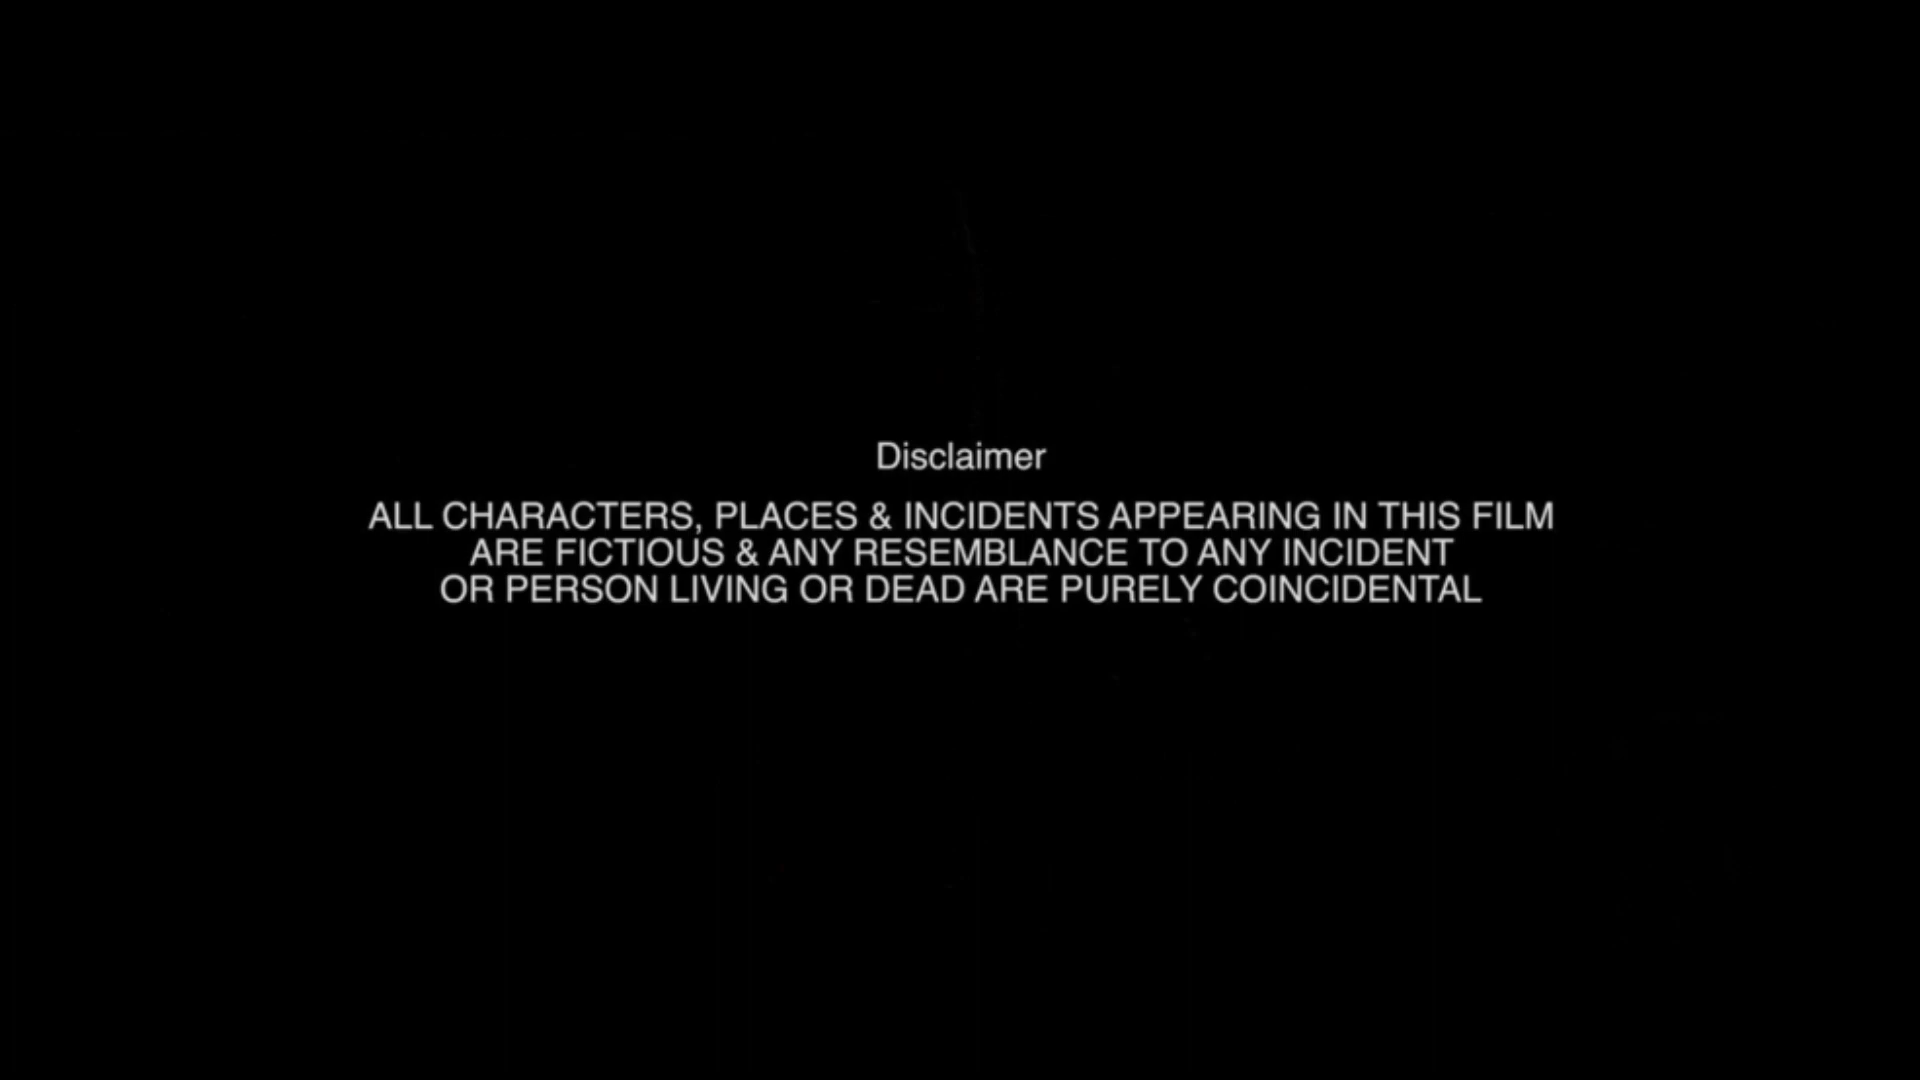 Disclaimer
ALL CHARACTERS, PLACES & INCIDENTS APPEARING IN THIS FILM
ARE FICTIOUS & ANY RESEMBLANCE TO ANY INCIDENT
OR PERSON LIVING OR DEAD ARE PURELY COINCIDENTAL